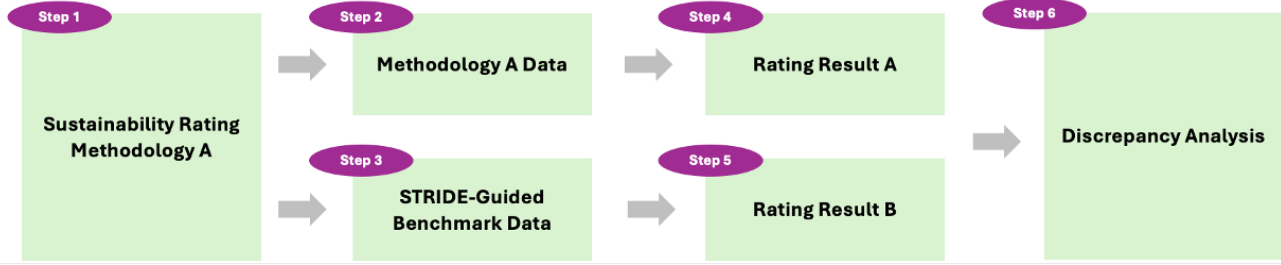 Step 1
Sustainability Rating
Methodology A
Step 2
Methodology A Data
Step 3
STRIDE-Guided
Benchmark Data
Step 4
Rating Result A
Step 5
Rating Result B
Step 6
Discrepancy Analysis